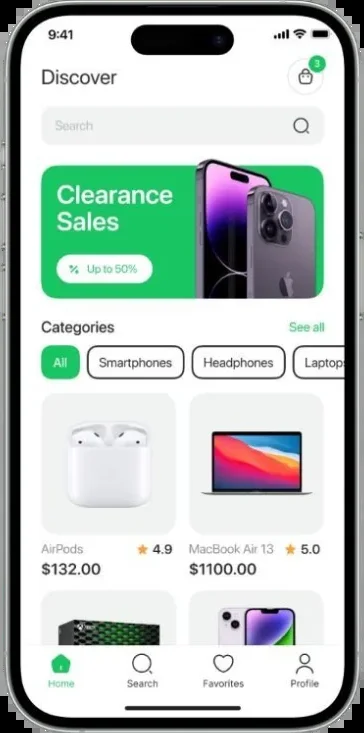 9:41
Discover
3
Search
Clearance
Sales
% Up to 50%
Categories
See all
All
Smartphones
Headphones
Laptops
AirPods
4.9
$132.00
MacBook Air 13
5.0
$1100.00
XBOX
Home
Search
Favorites
Profile